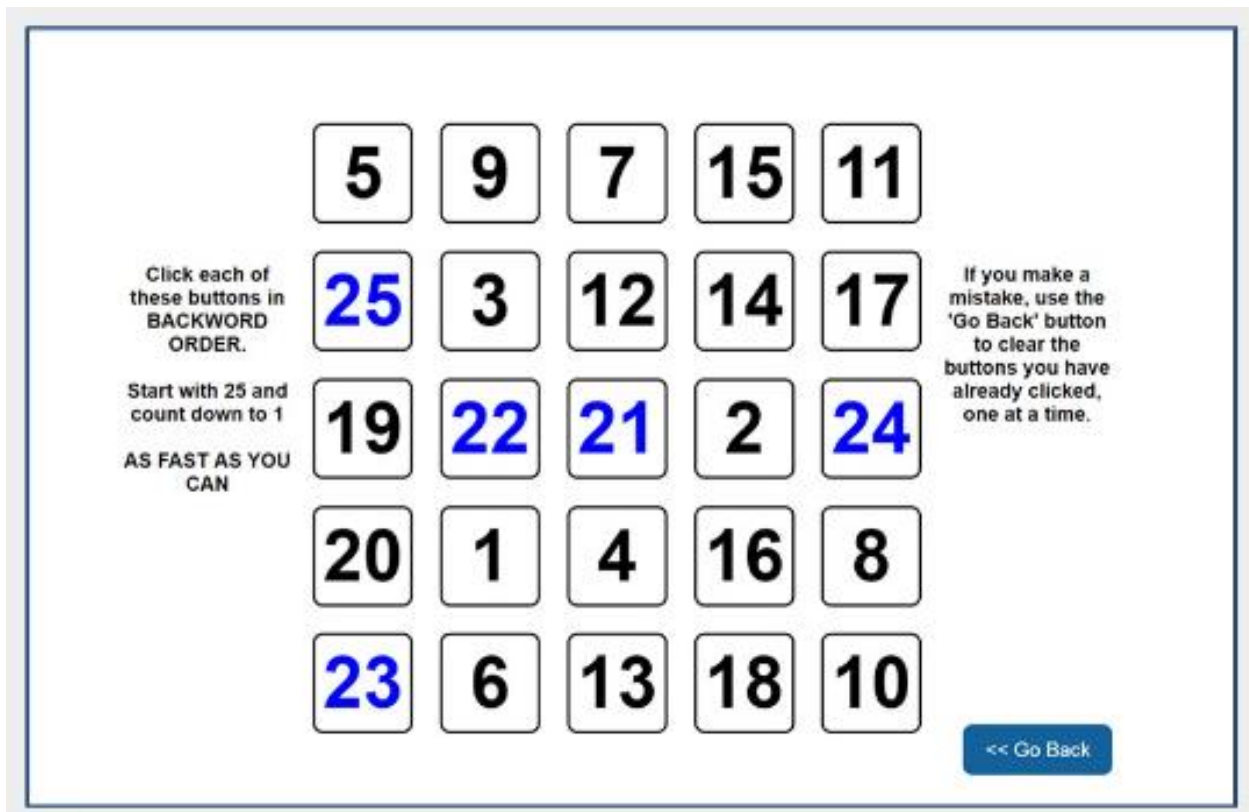 5 9 7 15 11
Click each of
these buttons in
BACKWORD
ORDER.
Start with 25 and
count down to 1
AS FAST AS YOU
CAN
25 3 12 14 17
19 22 21 2 24
20 1 4 16 8
23 6 13 18 10
If you make a
mistake, use the
'Go Back' button
to clear the
buttons you have
already clicked,
one at a time.
<< Go Back